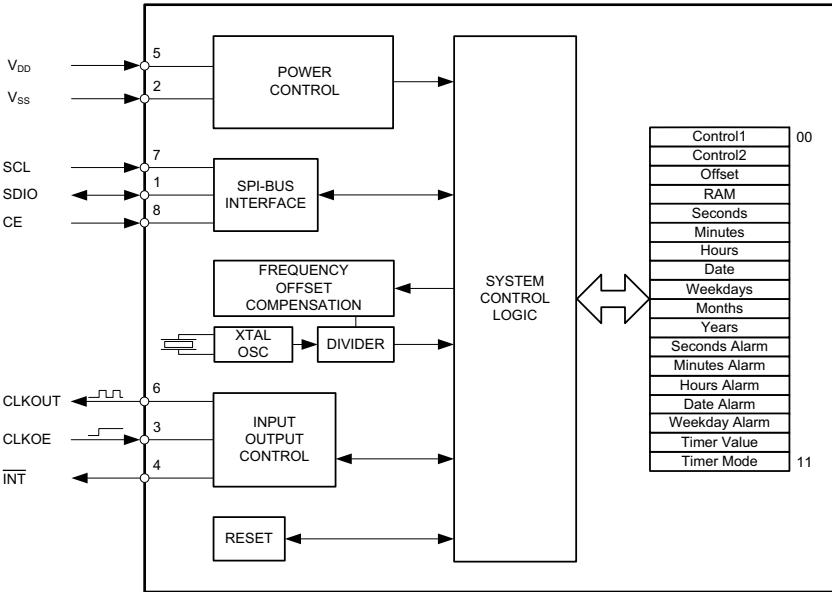 5
V_DD
POWER
CONTROL
2
V_SS
7
SCL
1
SDIO
SPI-BUS
INTERFACE
8
CE
FREQUENCY
OFFSET
COMPENSATION
XTAL
OSC
DIVIDER
6
CLKOUT
3
CLKOE
INPUT
OUTPUT
CONTROL
4
INT
RESET
SYSTEM
CONTROL
LOGIC
Control1 00
Control2
Offset
RAM
Seconds
Minutes
Hours
Date
Weekdays
Months
Years
Seconds Alarm
Minutes Alarm
Hours Alarm
Date Alarm
Weekday Alarm
Timer Value
Timer Mode 11